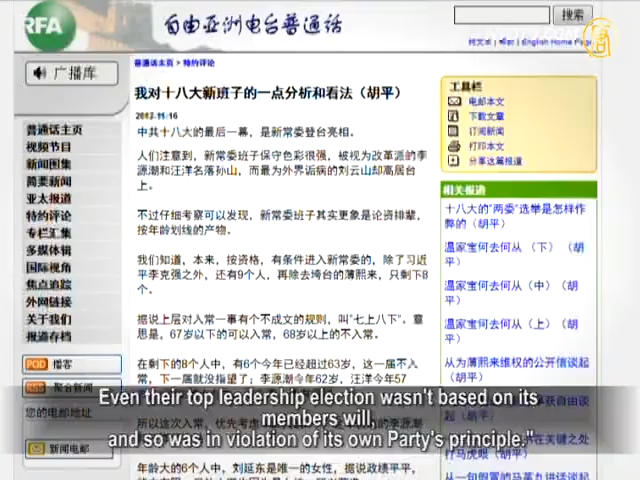 RFA
自由亚洲电台普通话
搜索
English Home Page
广播库
普通话主页 > 特约评论
我对十八大新班子的一点分析和看法（胡平）
2012-11-16
中共十八大的最后一幕，是新常委登台亮相。
人们注意到，新常委班子保守色彩很强，被视为改革派的李
源潮和汪洋名落孙山，而最为外界诟病的刘云山却高居台
上。
不过仔细考察可以发现，新常委班子其实更象是论资排辈，
按年龄划线的产物。
我们知道，本来，按资格，有条件进入新常委的，除了习近
平李克强之外，还有9个人，再除去垮台的薄熙来，只剩下8
个。
据说上层对入常一事有个不成文的规则，叫“七上八下”。意
思是，67岁以下的可以入常，68岁以上的不入常。
在剩下的8个人中，有6个今年已经超过63岁，这一届不入
常，下一届就没指望了；李源潮今年62岁，汪洋今年57
年龄大的6个人中，刘延东是唯一的女性，据说政绩平平，
普通话主页
视频节目
新闻图集
简要新闻
亚太报道
特约评论
专栏汇集
多媒体辑
国际视角
焦点追踪
外网链接
关于我们
报道存档
POD 播客
RSS 聚合新闻
您的电邮地址
新闻电邮
工具栏
电邮本文
下载文章
订阅新闻
打印本文
分享这篇报道
相关报道
十八大的“两委”选举是怎样作
弊的（胡平）
温家宝何去何从（下）（胡
平）
温家宝何去何从（中）（胡
平）
温家宝何去何从（上）（胡
平）
从为薄熙来维权的公开信谈起
（胡平）
Even their top leadership election wasn't based on its
members will,
and so was in violation of its own Party's principle."